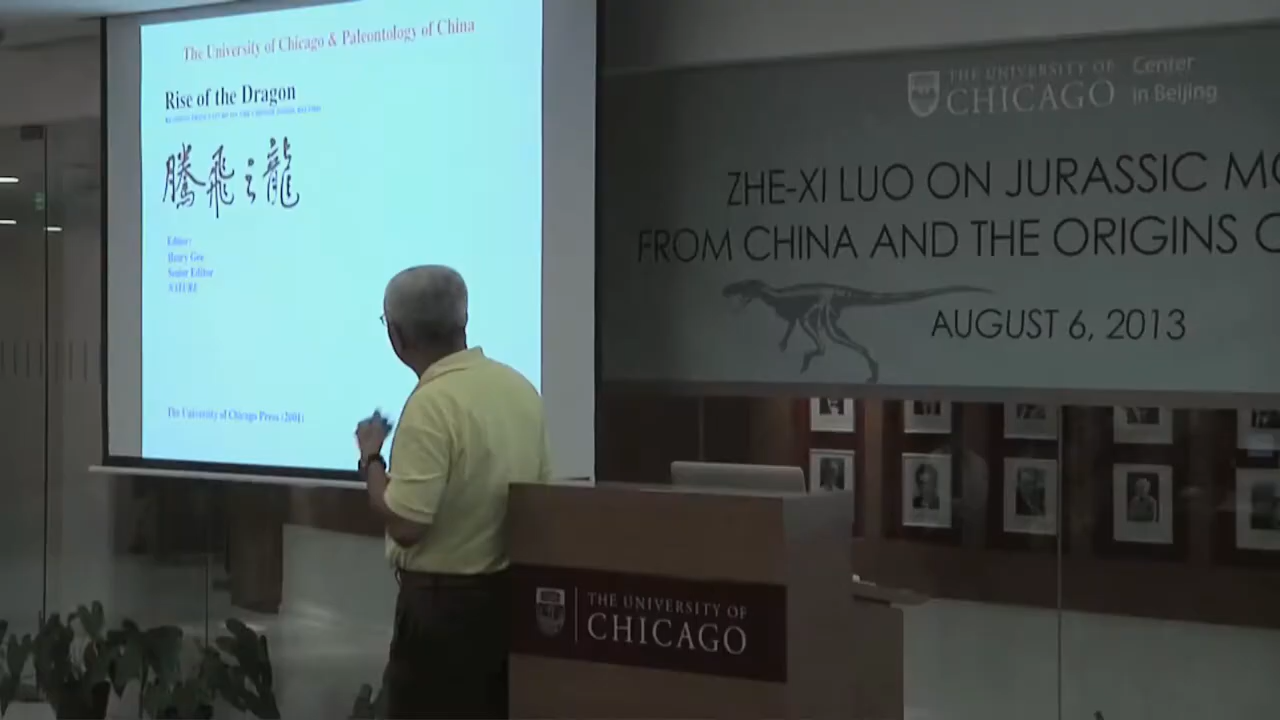 The University of Chicago & Paleontology of China
Rise of the Dragon
騰飛之龍
Editor:
Henry Gee
Senior Editor
NATURE
The University of Chicago Press (2001)
THE UNIVERSITY OF
CHICAGO
Center
in Beijing
ZHE-XI LUO ON JURASSIC
FROM CHINA AND THE ORIGINS
AUGUST 6, 2013
THE UNIVERSITY OF
CHICAGO